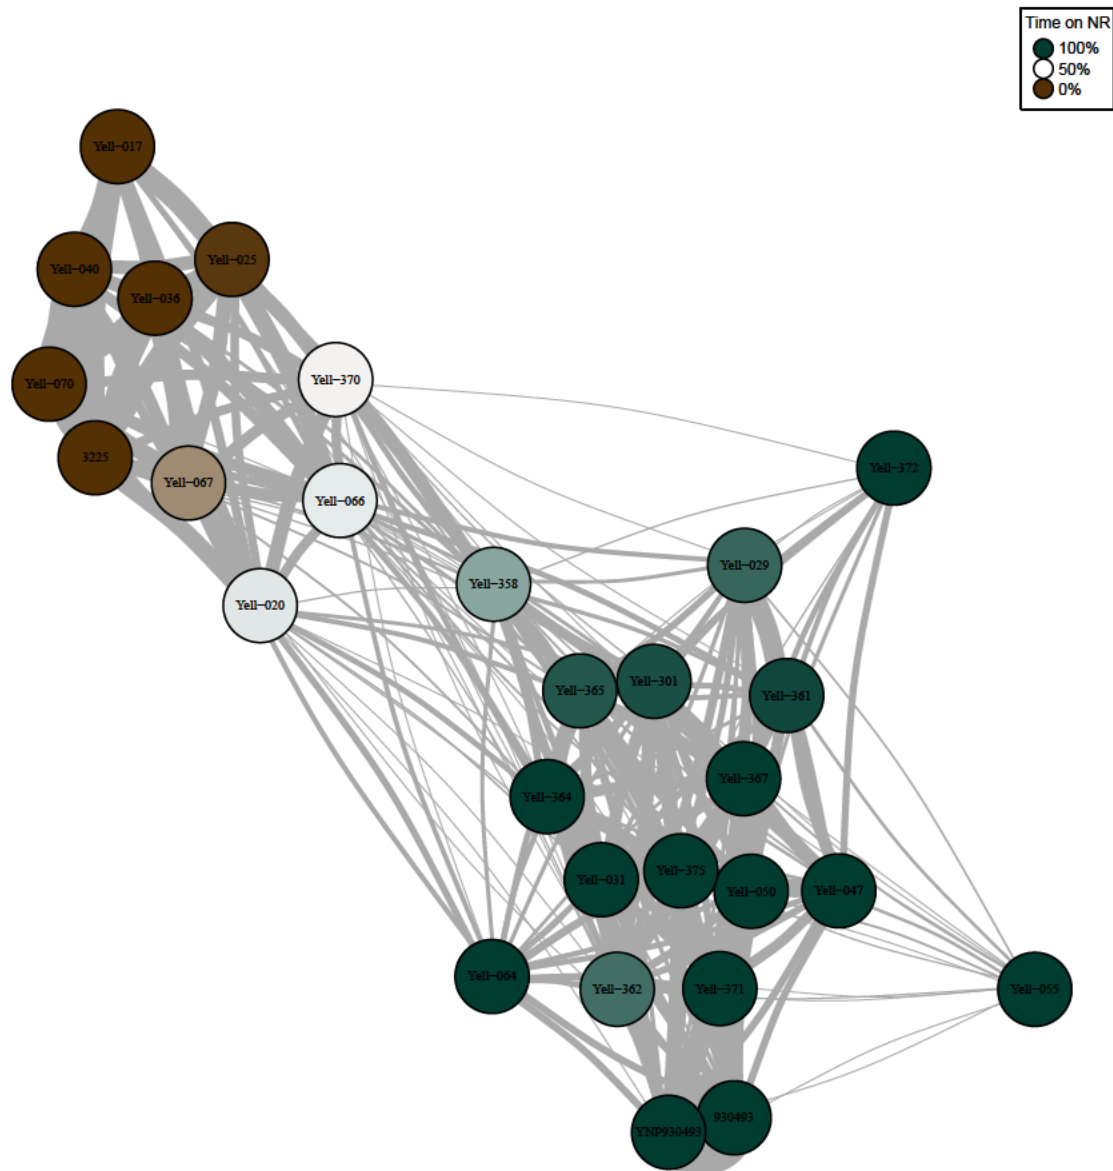 Time on NR
100%
50%
0%
Yell−017
Yell−025
Yell−040
Yell−036
Yell−370
Yell−070
3225
Yell−372
Yell−067
Yell−066
Yell−029
Yell−358
Yell−020
Yell−301
Yell−365
Yell−361
Yell−367
Yell−364
Yell−375
Yell−031
Yell−050
Yell−047
Yell−064
Yell−362
Yell−371
Yell−055
930493
YNP930493